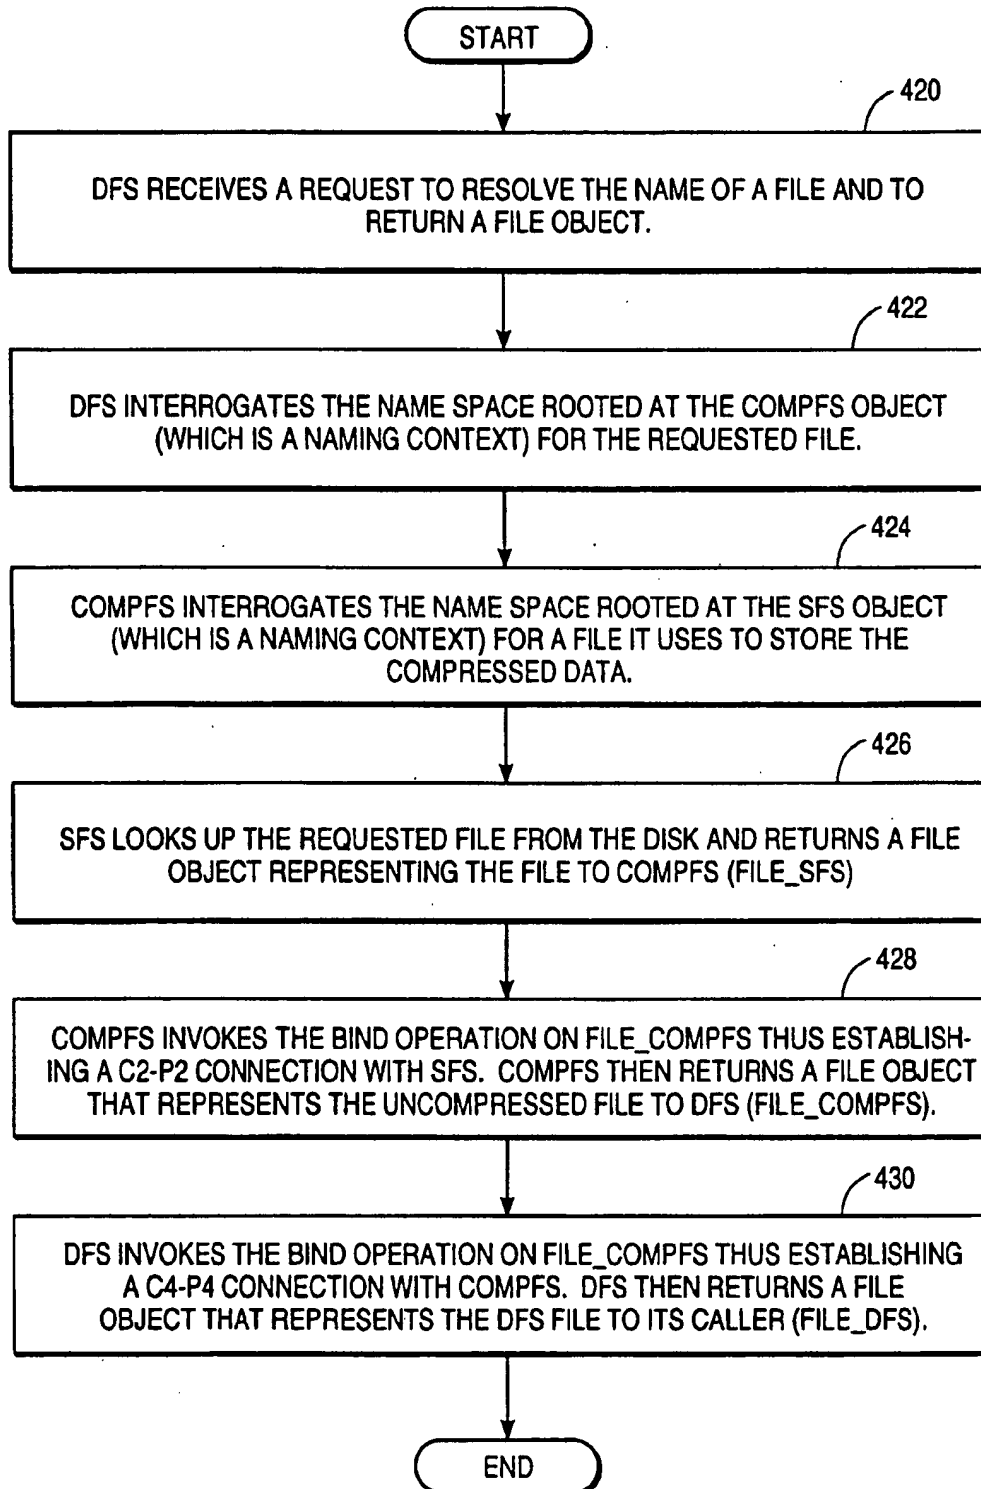 START
420
DFS RECEIVES A REQUEST TO RESOLVE THE NAME OF A FILE AND TO
RETURN A FILE OBJECT.
422
DFS INTERROGATES THE NAME SPACE ROOTED AT THE COMPFS OBJECT
(WHICH IS A NAMING CONTEXT) FOR THE REQUESTED FILE.
424
COMPFS INTERROGATES THE NAME SPACE ROOTED AT THE SFS OBJECT
(WHICH IS A NAMING CONTEXT) FOR A FILE IT USES TO STORE THE
COMPRESSED DATA.
426
SFS LOOKS UP THE REQUESTED FILE FROM THE DISK AND RETURNS A FILE
OBJECT REPRESENTING THE FILE TO COMPFS (FILE_SFS)
428
COMPFS INVOKES THE BIND OPERATION ON FILE_COMPFS THUS ESTABLISH-
ING A C2-P2 CONNECTION WITH SFS. COMPFS THEN RETURNS A FILE OBJECT
THAT REPRESENTS THE UNCOMPRESSED FILE TO DFS (FILE_COMPFS).
430
DFS INVOKES THE BIND OPERATION ON FILE_COMPFS THUS ESTABLISHING
A C4-P4 CONNECTION WITH COMPFS. DFS THEN RETURNS A FILE
OBJECT THAT REPRESENTS THE DFS FILE TO ITS CALLER (FILE_DFS).
END